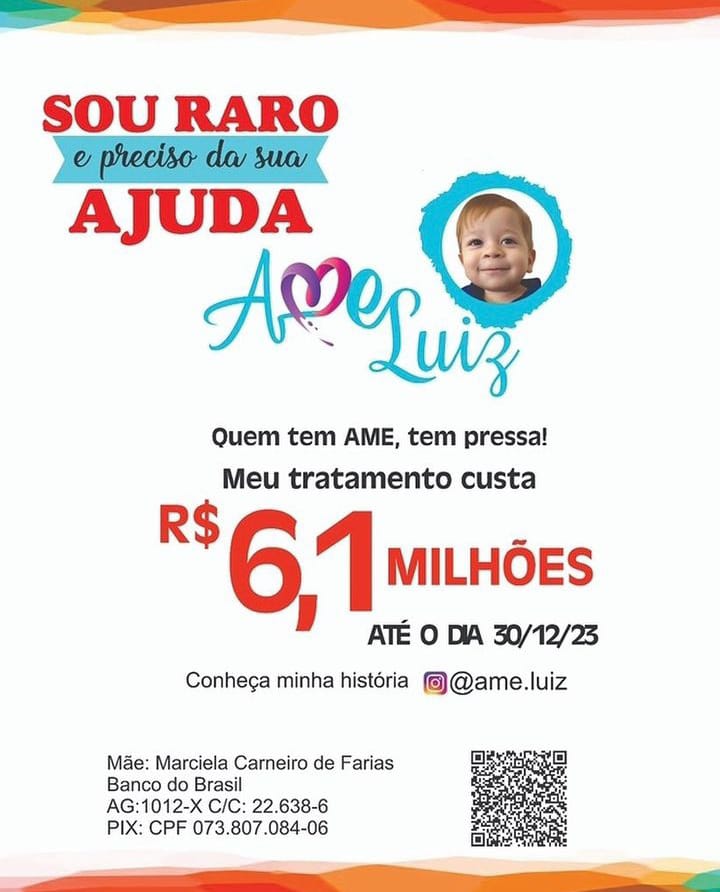 SOU RARO
e preciso da sua
AJUDA
Ame
Luiz
Quem tem AME, tem pressa!
Meu tratamento custa
R$ 6,1 MILHÕES
ATÉ O DIA 30/12/23
Conheça minha história @ame.luiz
Mãe: Marciela Carneiro de Farias
Banco do Brasil
AG:1012-X C/C: 22.638-6
PIX: CPF 073.807.084-06